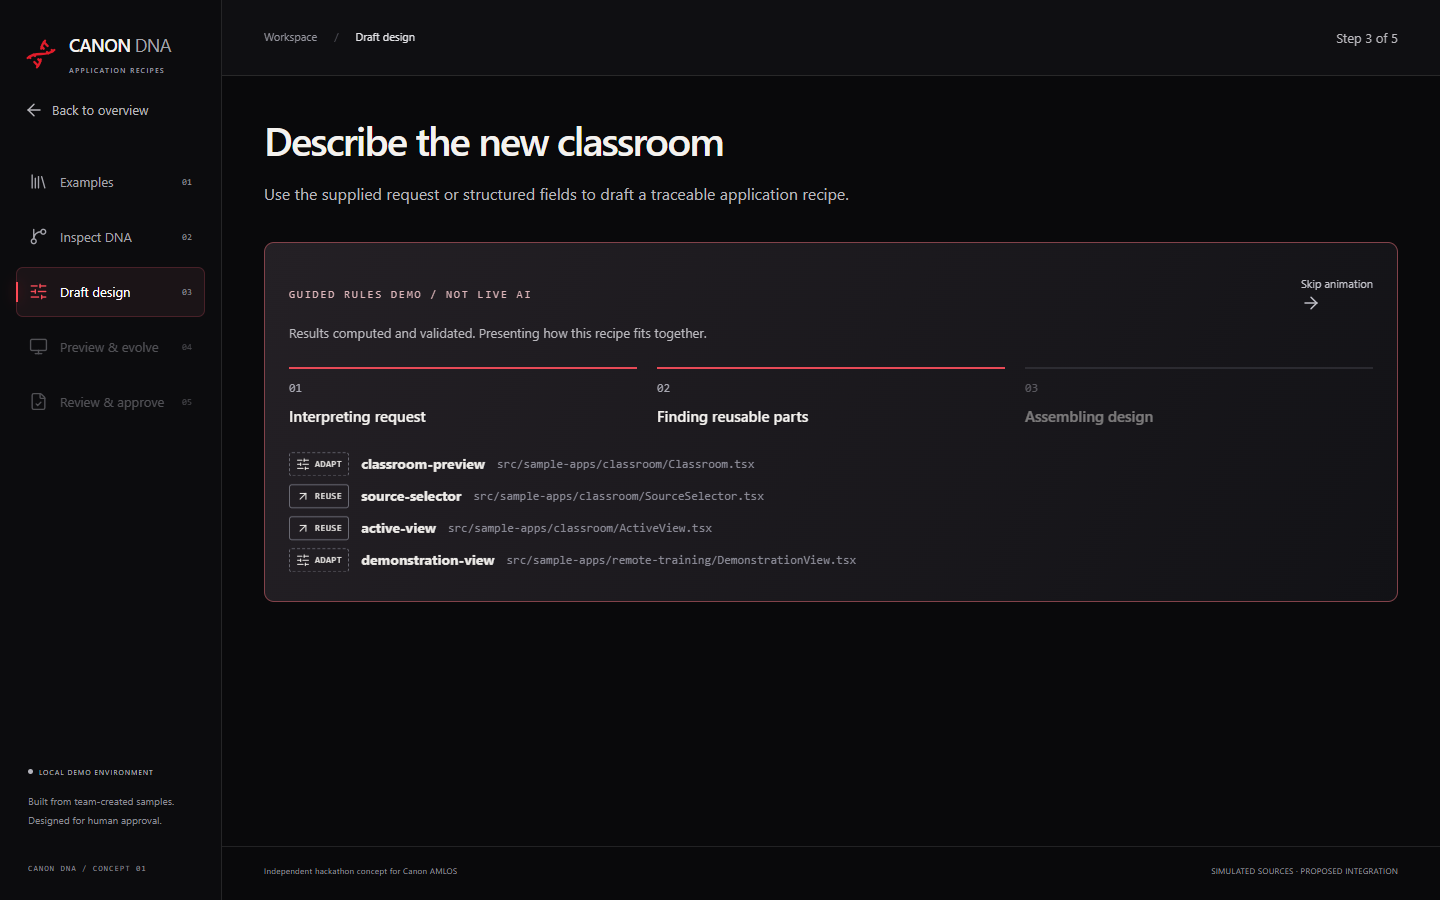 CANON DNA
APPLICATION RECIPES
Back to overview
Examples 01
Inspect DNA 02
Draft design 03
Preview & evolve 04
Review & approve 05
LOCAL DEMO ENVIRONMENT
Built from team-created samples.
Designed for human approval.
CANON DNA / CONCEPT 01
Workspace / Draft design
Step 3 of 5
Describe the new classroom
Use the supplied request or structured fields to draft a traceable application recipe.
GUIDED RULES DEMO / NOT LIVE AI
Skip animation
Results computed and validated. Presenting how this recipe fits together.
01
Interpreting request
02
Finding reusable parts
03
Assembling design
ADAPT classroom-preview src/sample-apps/classroom/Classroom.tsx
REUSE source-selector src/sample-apps/classroom/SourceSelector.tsx
REUSE active-view src/sample-apps/classroom/ActiveView.tsx
ADAPT demonstration-view src/sample-apps/remote-training/DemonstrationView.tsx
Independent hackathon concept for Canon AMLOS
SIMULATED SOURCES · PROPOSED INTEGRATION